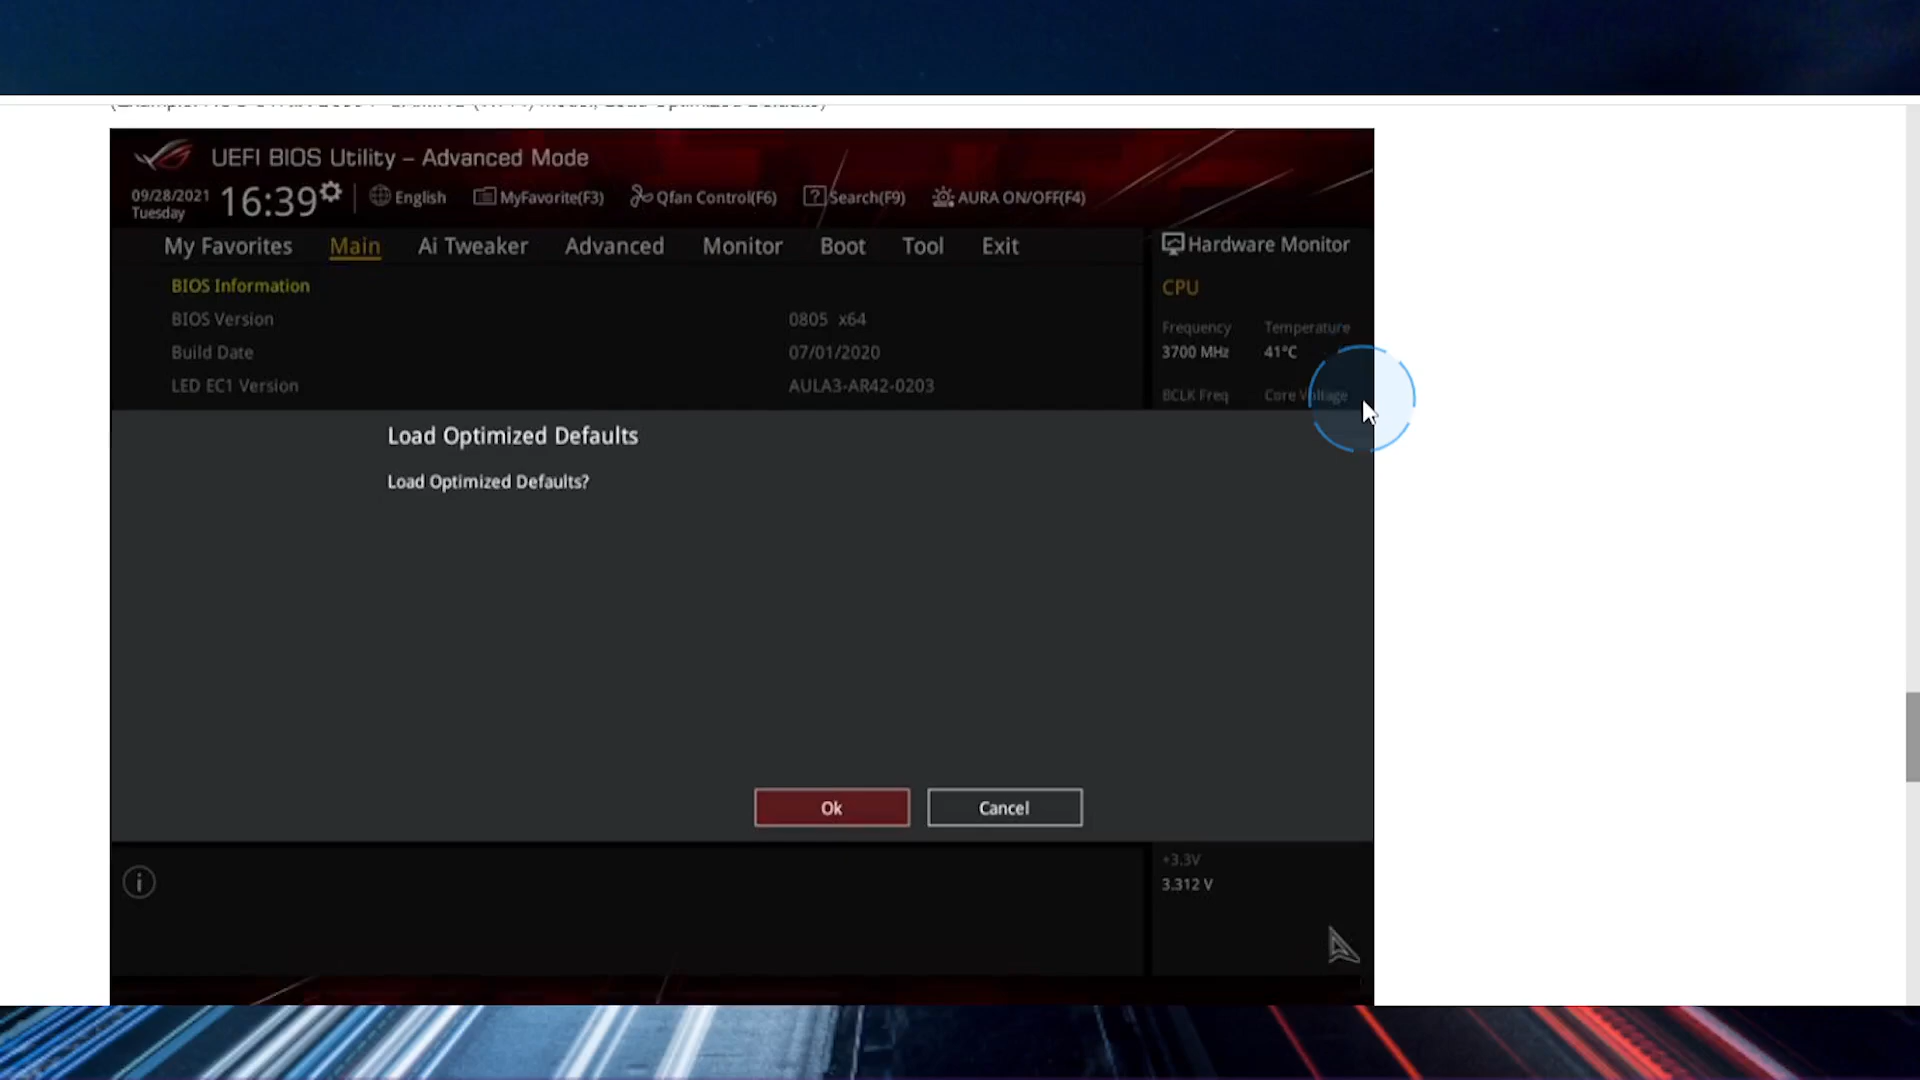 UEFI BIOS Utility – Advanced Mode
09/28/2021
Tuesday
16:39
English
MyFavorite(F3)
Qfan Control(F6)
Search(F9)
AURA ON/OFF(F4)
My Favorites
Main
Ai Tweaker
Advanced
Monitor
Boot
Tool
Exit
Hardware Monitor
BIOS Information
BIOS Version 0805 x64
Build Date 07/01/2020
LED EC1 Version AULA3-AR42-0203
CPU
Frequency Temperature
3700 MHz 41°C
BCLK Freq Core Voltage
Load Optimized Defaults
Load Optimized Defaults?
Ok
Cancel
+3.3V
3.312 V